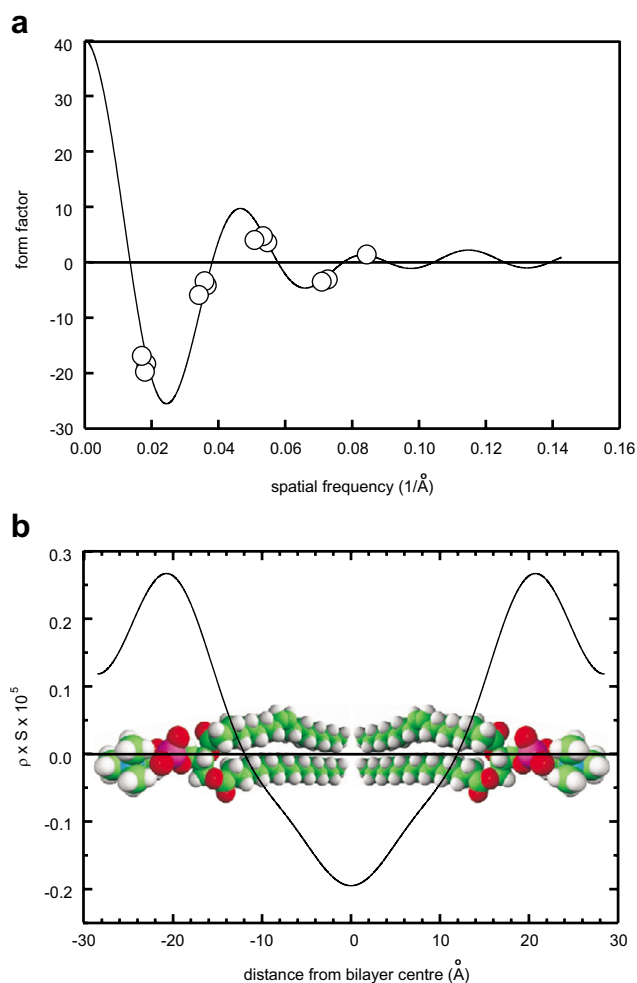 a
40
30
20
10
0
-10
-20
-30
form factor
0.00 0.02 0.04 0.06 0.08 0.10 0.12 0.14 0.16
spatial frequency (1/Å)
b
0.3
0.2
0.1
0.0
-0.1
-0.2
ρ x S x 10⁵
-30 -20 -10 0 10 20 30
distance from bilayer centre (Å)